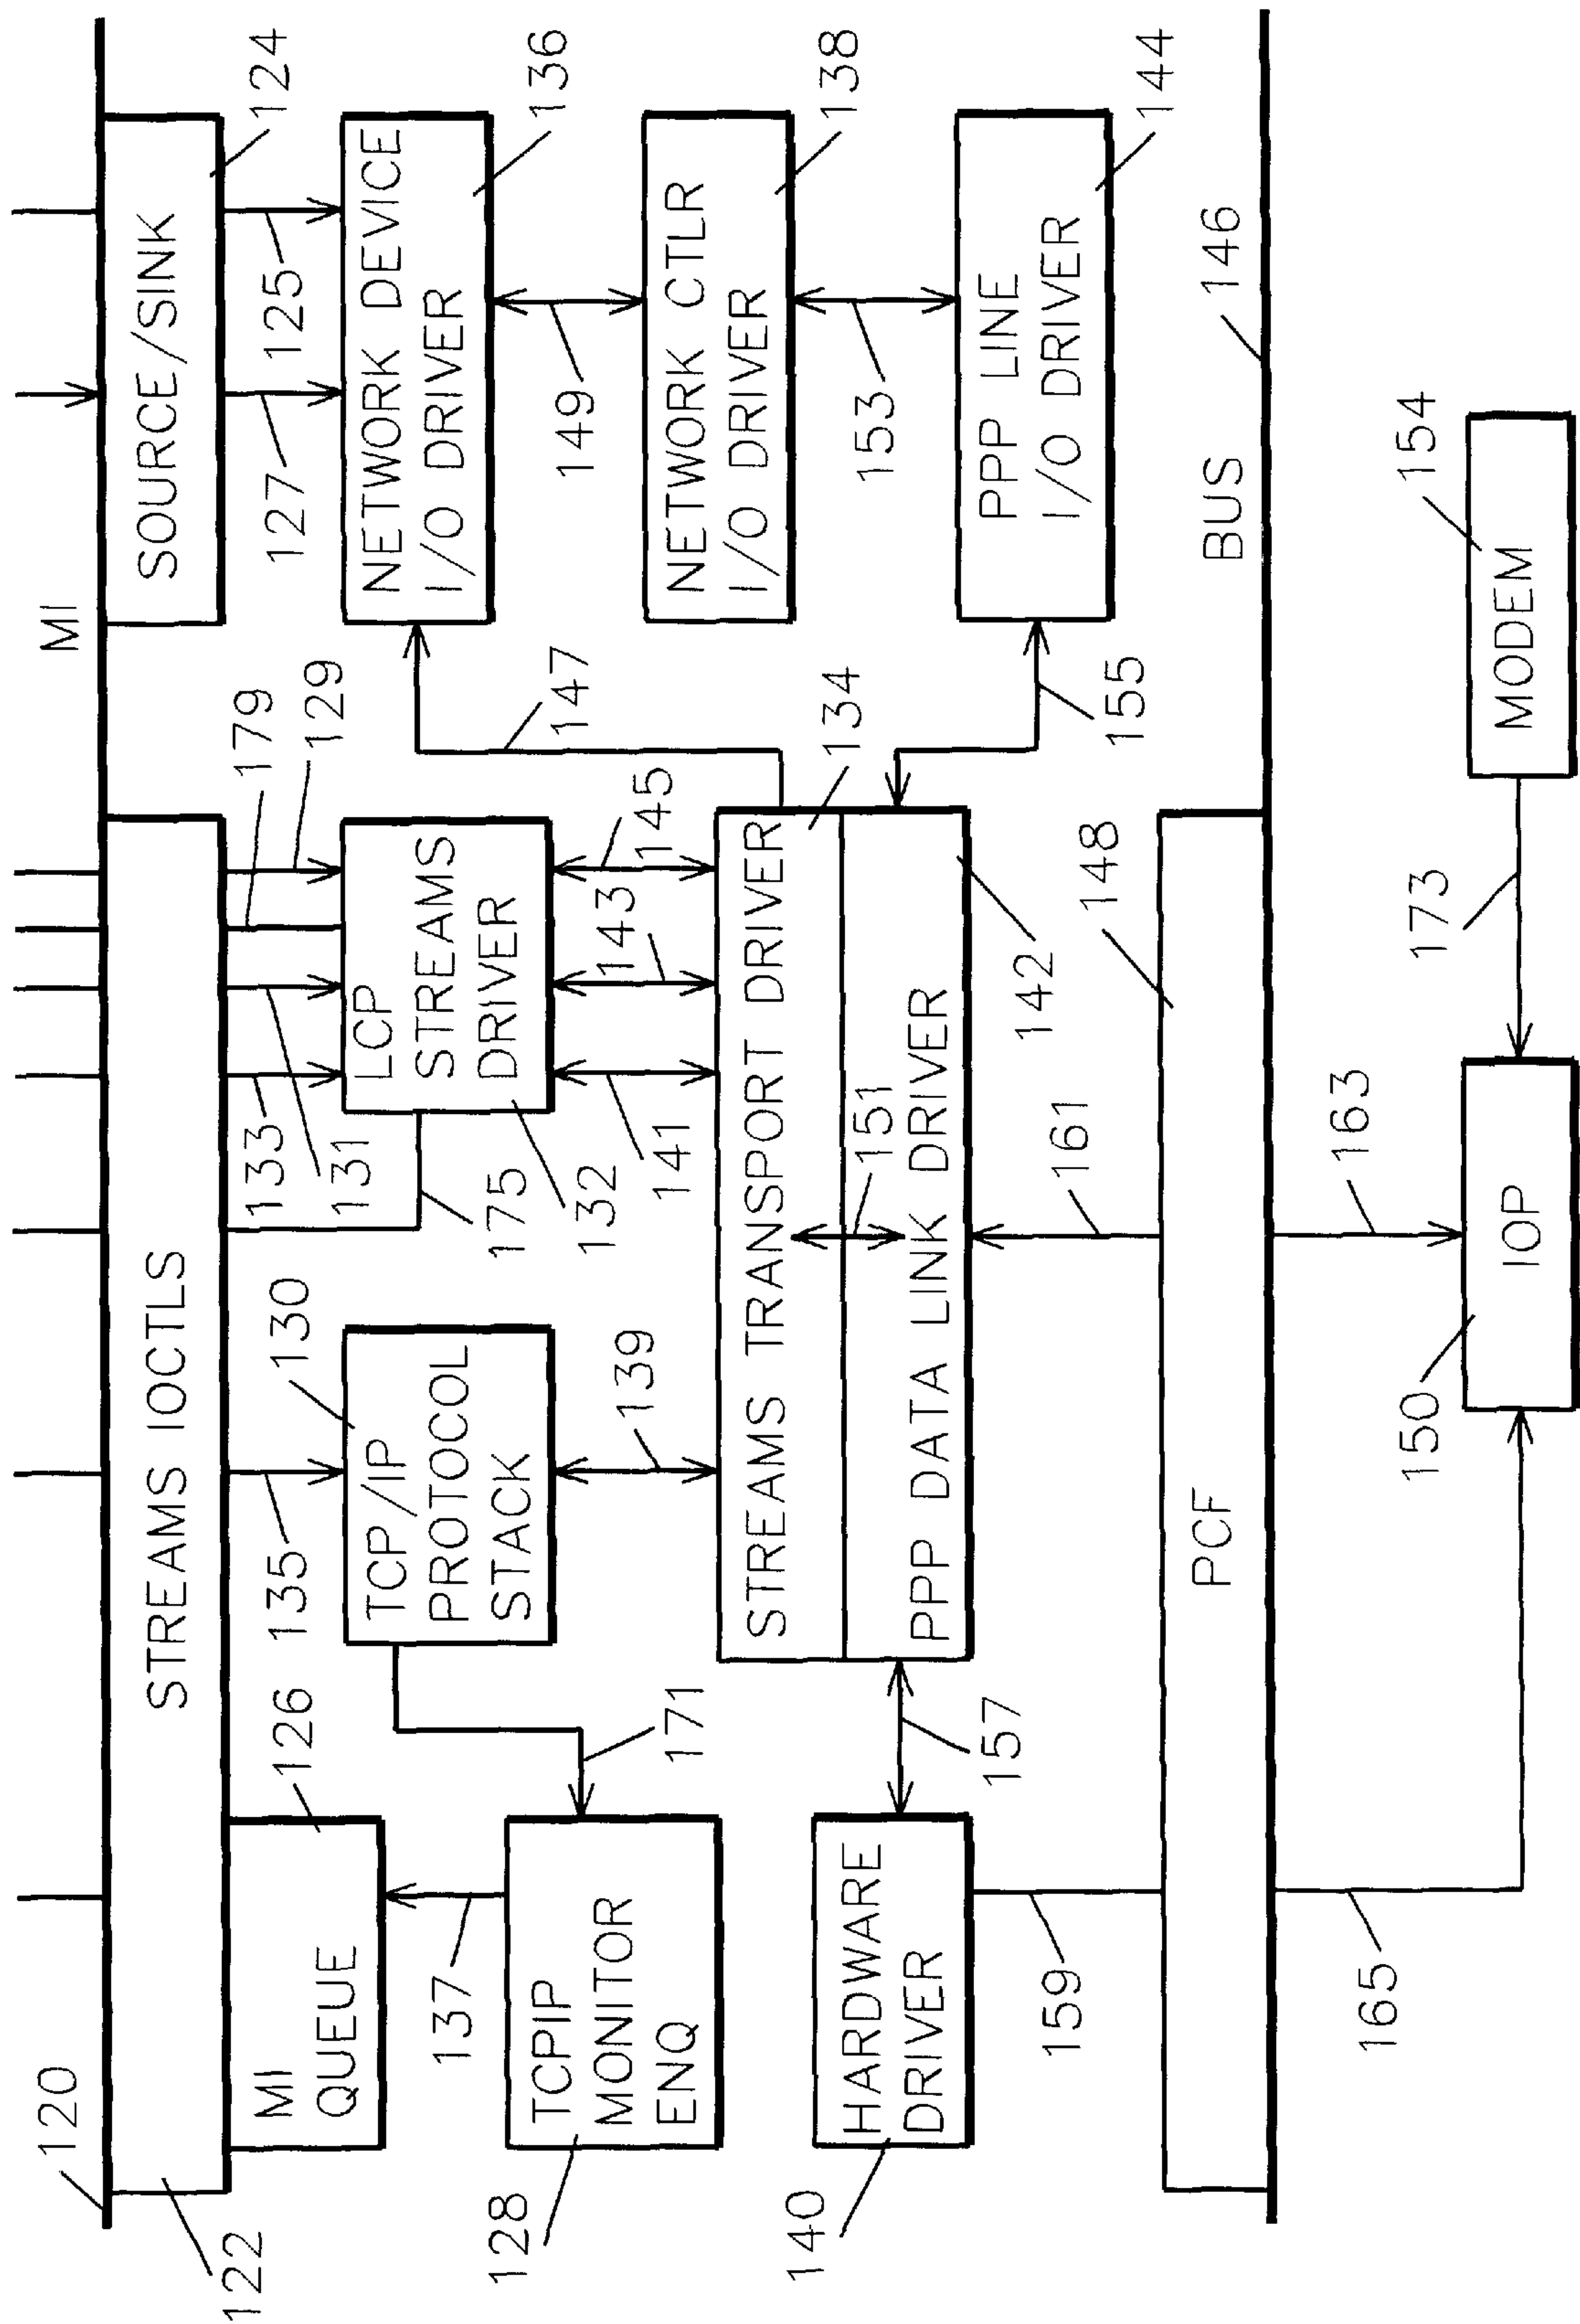 120
MI
122
STREAMS IOCTLS
SOURCE/SINK
124
MI
QUEUE
126
135
133
131
179
129
127
125
130
175
137
TCP/IP
PROTOCOL
STACK
LCP
STREAMS
DRIVER
NETWORK DEVICE
I/O DRIVER
136
128
TCPIP
MONITOR
ENQ
171
139
132
141
143
145
147
149
140
HARDWARE
DRIVER
157
STREAMS TRANSPORT DRIVER
134
151
PPP DATA LINK DRIVER
142
NETWORK CTLR
I/O DRIVER
138
153
155
PPP LINE
I/O DRIVER
144
159
161
148
PCF
BUS
146
165
163
150
IOP
173
MODEM
154